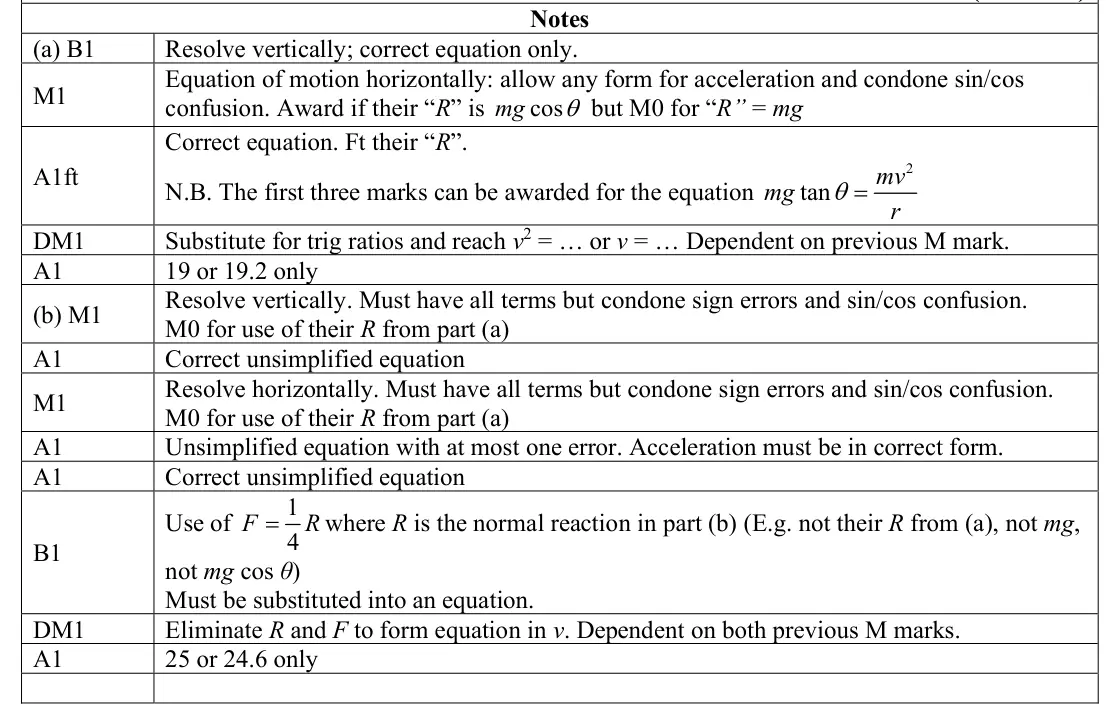 Notes
(a) B1 Resolve vertically; correct equation only.
M1 Equation of motion horizontally: allow any form for acceleration and condone sin/cos
confusion. Award if their “R” is mg cos θ but M0 for “R” = mg
A1ft Correct equation. Ft their “R”.
N.B. The first three marks can be awarded for the equation mg tan θ = mv²/r
DM1 Substitute for trig ratios and reach v² = … or v = … Dependent on previous M mark.
A1 19 or 19.2 only
(b) M1 Resolve vertically. Must have all terms but condone sign errors and sin/cos confusion.
M0 for use of their R from part (a)
A1 Correct unsimplified equation
M1 Resolve horizontally. Must have all terms but condone sign errors and sin/cos confusion.
M0 for use of their R from part (a)
A1 Unsimplified equation with at most one error. Acceleration must be in correct form.
A1 Correct unsimplified equation
B1 Use of F = 1/4 R where R is the normal reaction in part (b) (E.g. not their R from (a), not mg,
not mg cos θ)
Must be substituted into an equation.
DM1 Eliminate R and F to form equation in v. Dependent on both previous M marks.
A1 25 or 24.6 only